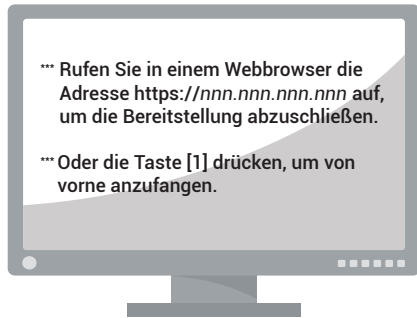 *** Rufen Sie in einem Webbrowser die
Adresse https://nnn.nnn.nnn.nnn auf,
um die Bereitstellung abzuschließen.
*** Oder die Taste [1] drücken, um von
vorne anzufangen.